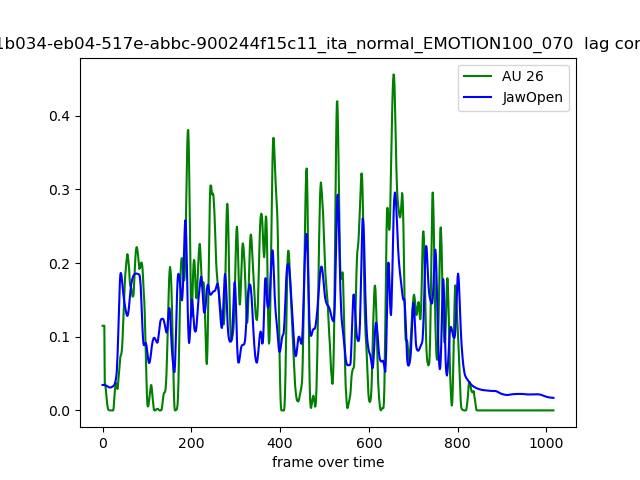 1b034-eb04-517e-abbc-900244f15c11_ita_normal_EMOTION100_070 lag cor
AU 26
JawOpen
0.4
0.3
0.2
0.1
0.0
0 200 400 600 800 1000
frame over time